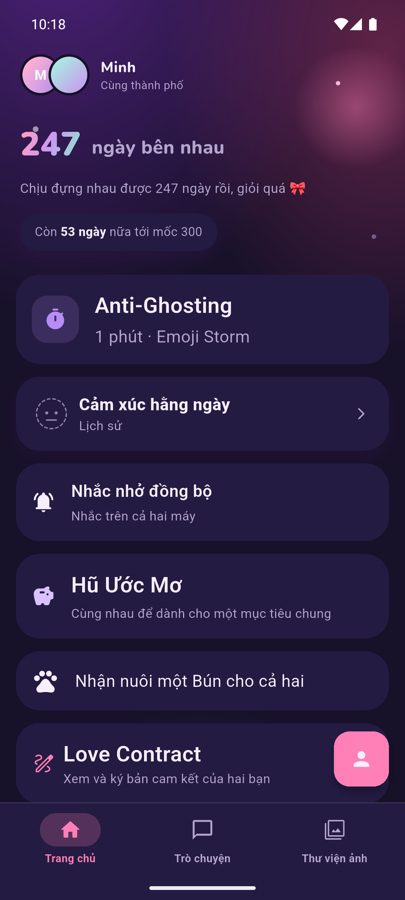 10:18
M
Minh
Cùng thành phố
247 ngày bên nhau
Chịu đựng nhau được 247 ngày rồi, giỏi quá 🎀
Còn 53 ngày nữa tới mốc 300
Anti-Ghosting
1 phút · Emoji Storm
Cảm xúc hằng ngày
Lịch sử
Nhắc nhở đồng bộ
Nhắc trên cả hai máy
Hũ Ước Mơ
Cùng nhau để dành cho một mục tiêu chung
Nhận nuôi một Bún cho cả hai
Love Contract
Xem và ký bản cam kết của hai bạn
Trang chủ
Trò chuyện
Thư viện ảnh